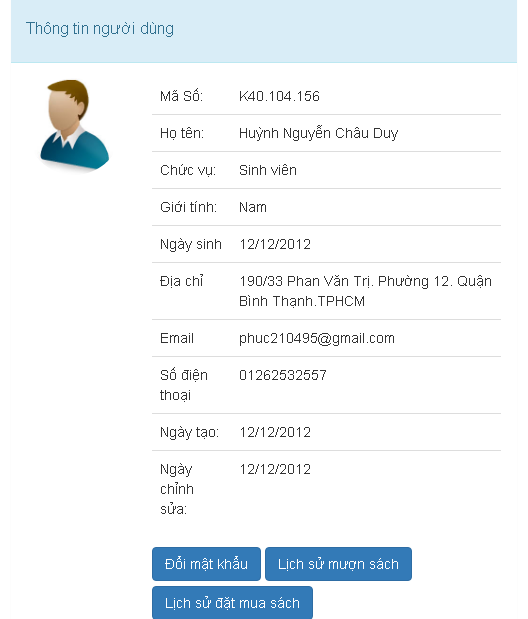 Thông tin người dùng
Mã Số: K40.104.156
Họ tên: Huỳnh Nguyễn Châu Duy
Chức vụ: Sinh viên
Giới tính: Nam
Ngày sinh 12/12/2012
Địa chỉ 190/33 Phan Văn Trị. Phường 12. Quận
Bình Thạnh.TPHCM
Email phuc210495@gmail.com
Số điện 01262532557
thoại
Ngày tạo: 12/12/2012
Ngày 12/12/2012
chỉnh
sửa:
Đổi mật khẩu Lịch sử mượn sách
Lịch sử đặt mua sách